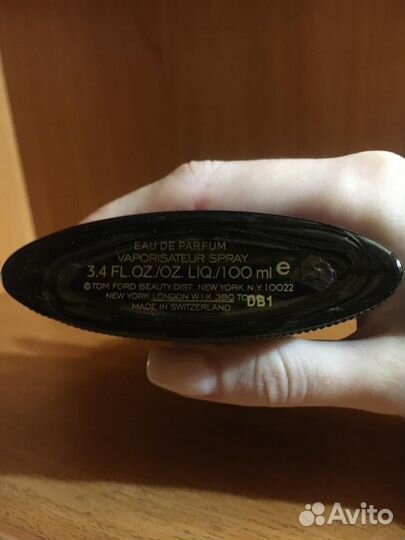 EAU DE PARFUM
VAPORISATEUR SPRAY
3.4 FL.OZ./OZ. LIQ./100 ml e
©TOM FORD BEAUTY. DIST. NEW YORK. N.Y 10022
NEW YORK LONDON W1K 3BQ TO
MADE IN SWITZERLAND
DB1
Avito